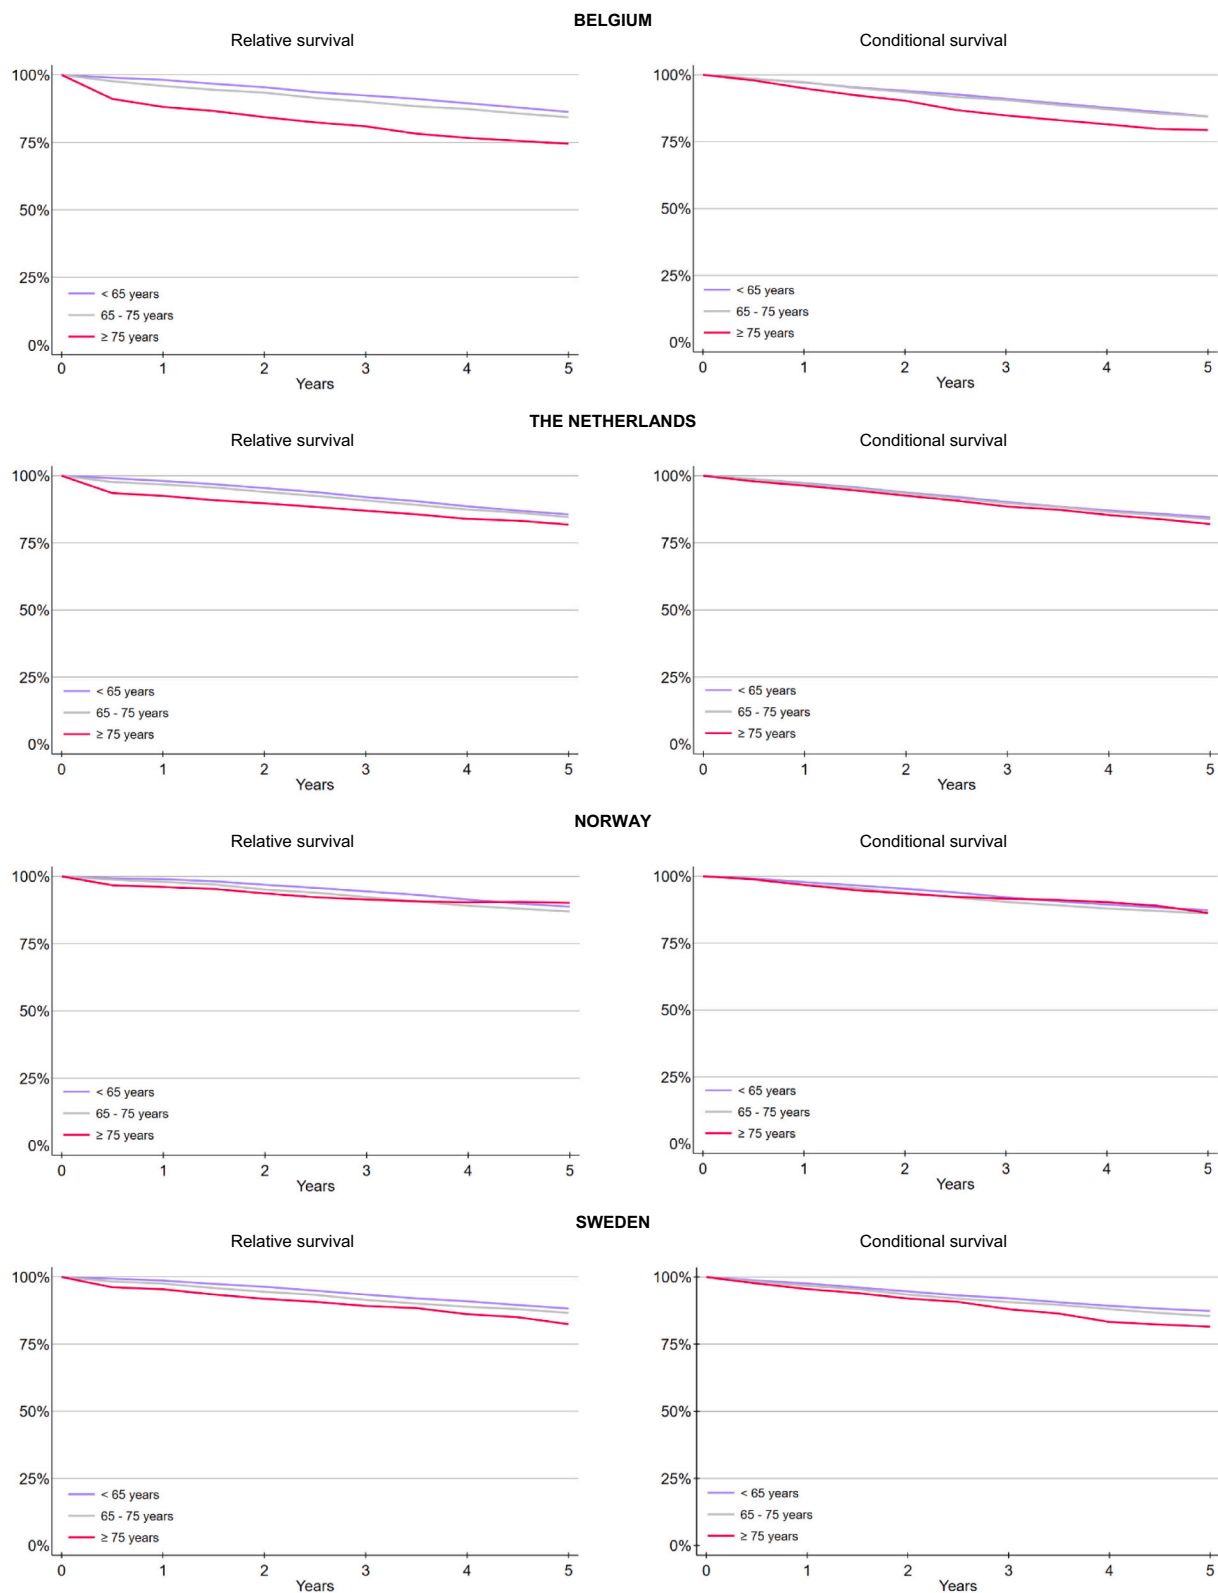 BELGIUM
Relative survival
Conditional survival
100%
75%
50%
25%
0%
< 65 years
65 - 75 years
≥ 75 years
0 1 2 3 4 5
Years
100%
75%
50%
25%
0%
< 65 years
65 - 75 years
≥ 75 years
0 1 2 3 4 5
Years
THE NETHERLANDS
Relative survival
Conditional survival
100%
75%
50%
25%
0%
< 65 years
65 - 75 years
≥ 75 years
0 1 2 3 4 5
Years
100%
75%
50%
25%
0%
< 65 years
65 - 75 years
≥ 75 years
0 1 2 3 4 5
Years
NORWAY
Relative survival
Conditional survival
100%
75%
50%
25%
0%
< 65 years
65 - 75 years
≥ 75 years
0 1 2 3 4 5
Years
100%
75%
50%
25%
0%
< 65 years
65 - 75 years
≥ 75 years
0 1 2 3 4 5
Years
SWEDEN
Relative survival
Conditional survival
100%
75%
50%
25%
0%
< 65 years
65 - 75 years
≥ 75 years
0 1 2 3 4 5
Years
100%
75%
50%
25%
0%
< 65 years
65 - 75 years
≥ 75 years
0 1 2 3 4 5
Years